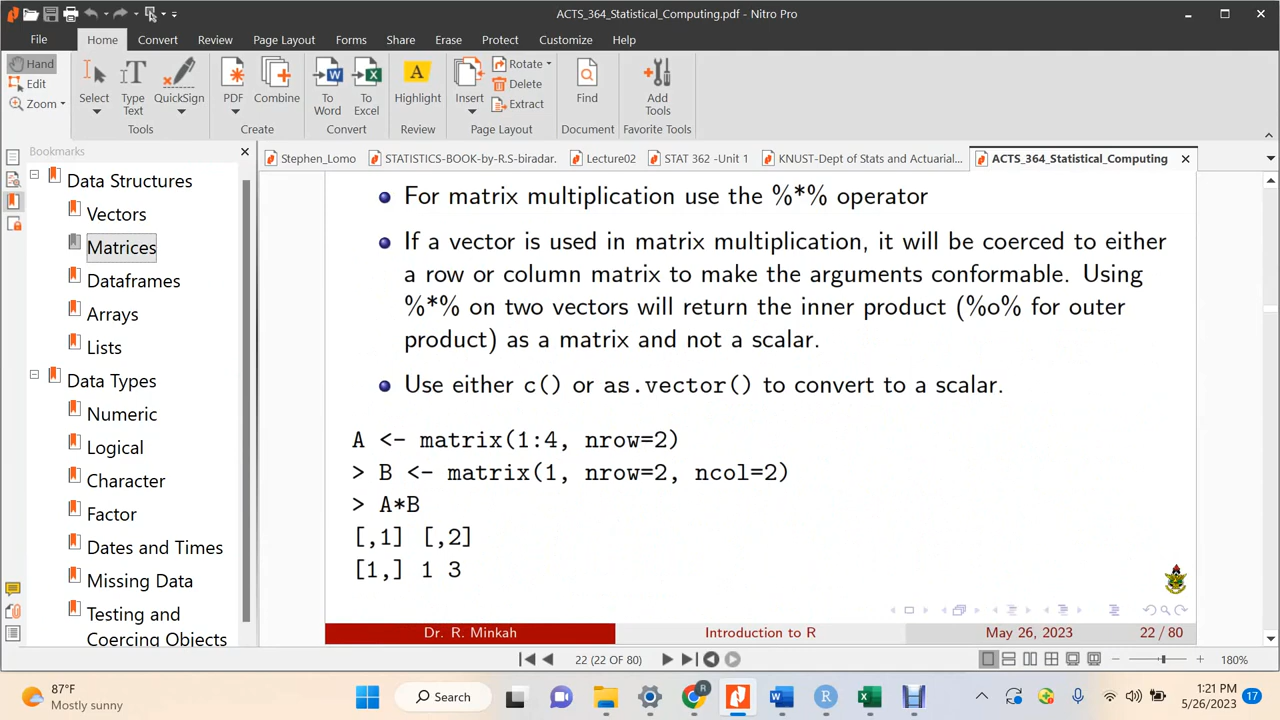 ACTS_364_Statistical_Computing.pdf - Nitro Pro
File Home Convert Review Page Layout Forms Share Erase Protect Customize Help
Hand
Edit
Zoom
Select
Type Text
QuickSign
Tools
PDF
Combine
Create
To Word
To Excel
Convert
Highlight
Review
Insert
Rotate
Delete
Extract
Page Layout
Find
Document
Add Tools
Favorite Tools
Bookmarks
Stephen_Lomo STATISTICS-BOOK-by-R.S-biradar. Lecture02 STAT 362 -Unit 1 KNUST-Dept of Stats and Actuarial... ACTS_364_Statistical_Computing
Data Structures
Vectors
Matrices
Dataframes
Arrays
Lists
Data Types
Numeric
Logical
Character
Factor
Dates and Times
Missing Data
Testing and
Coercing Objects
For matrix multiplication use the %*% operator
If a vector is used in matrix multiplication, it will be coerced to either
a row or column matrix to make the arguments conformable. Using
%*% on two vectors will return the inner product (%o% for outer
product) as a matrix and not a scalar.
Use either c() or as.vector() to convert to a scalar.
A <- matrix(1:4, nrow=2)
> B <- matrix(1, nrow=2, ncol=2)
> A*B
[,1] [,2]
[1,] 1 3
Dr. R. Minkah Introduction to R May 26, 2023 22 / 80
22 (22 OF 80)
180%
87°F
Mostly sunny
Search
1:21 PM
5/26/2023
17